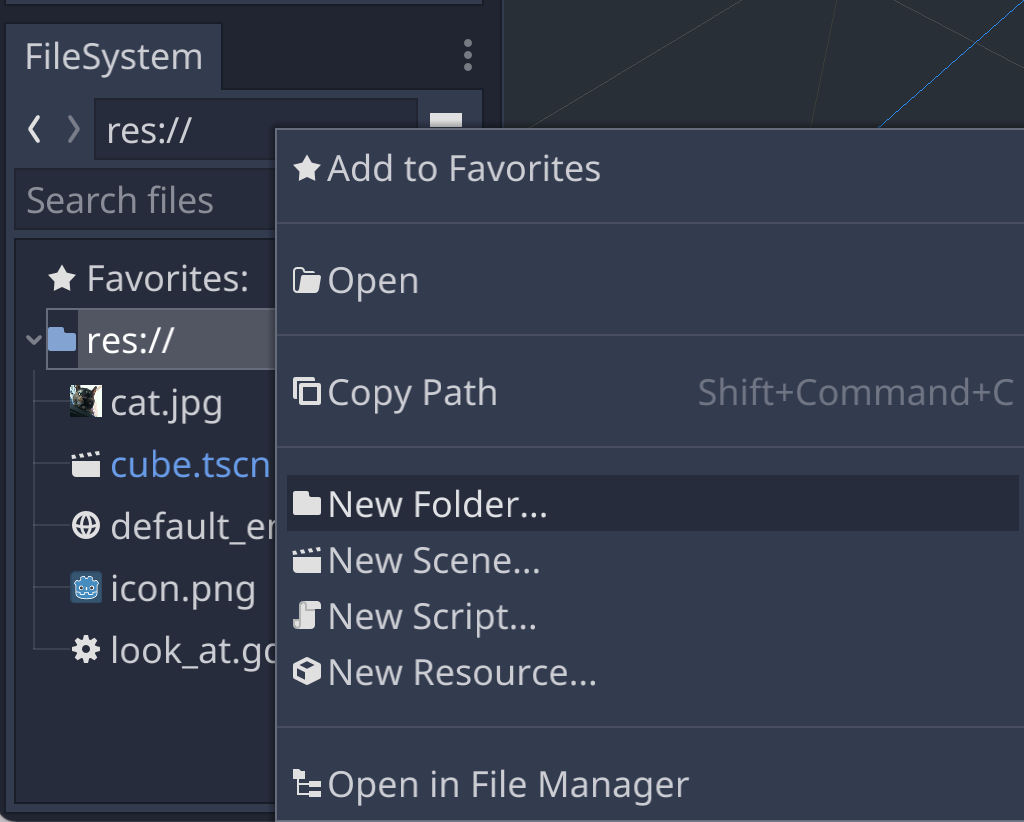 FileSystem
res://
Search files
Favorites:
res://
cat.jpg
cube.tscn
default_er
icon.png
look_at.gd
Add to Favorites
Open
Copy Path Shift+Command+C
New Folder...
New Scene...
New Script...
New Resource...
Open in File Manager